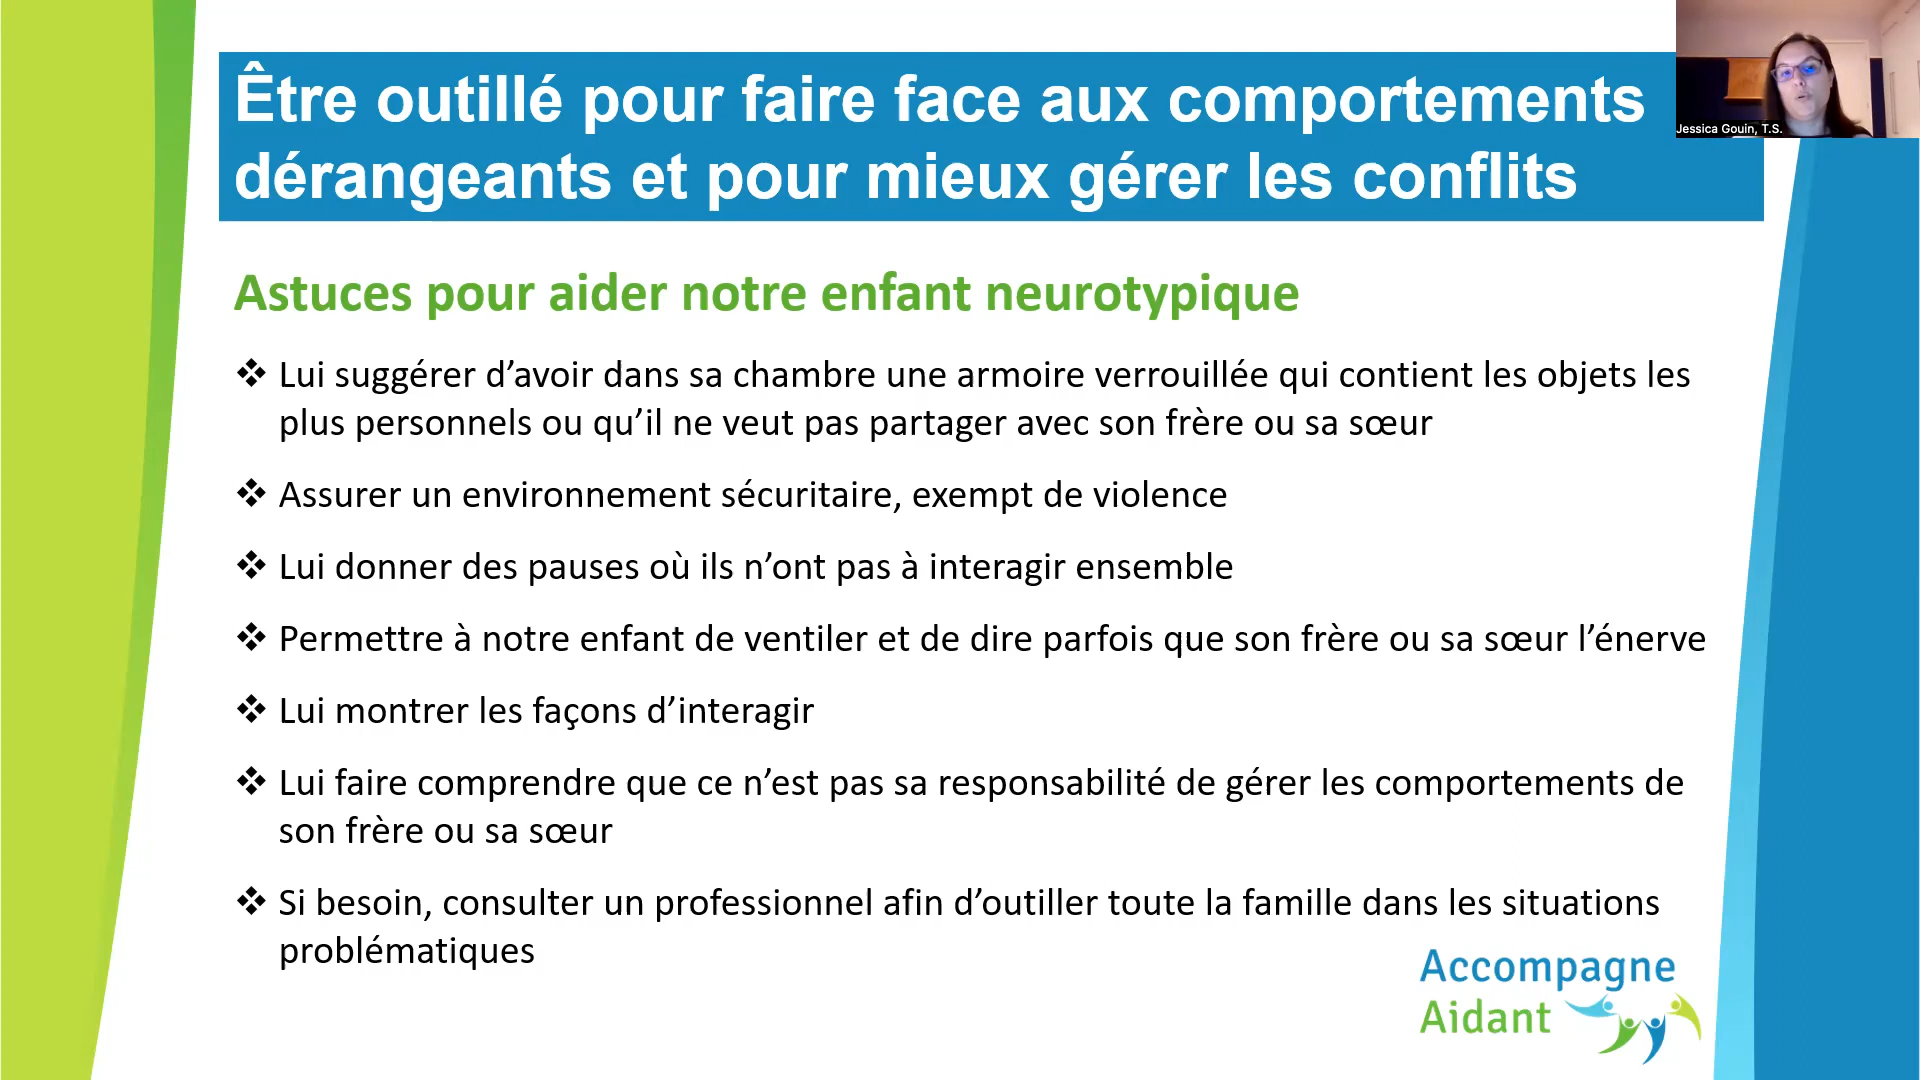 Être outillé pour faire face aux comportements
dérangeants et pour mieux gérer les conflits
Jessica Gouin, T.S.
Astuces pour aider notre enfant neurotypique
❖ Lui suggérer d’avoir dans sa chambre une armoire verrouillée qui contient les objets les
plus personnels ou qu’il ne veut pas partager avec son frère ou sa sœur
❖ Assurer un environnement sécuritaire, exempt de violence
❖ Lui donner des pauses où ils n’ont pas à interagir ensemble
❖ Permettre à notre enfant de ventiler et de dire parfois que son frère ou sa sœur l’énerve
❖ Lui montrer les façons d’interagir
❖ Lui faire comprendre que ce n’est pas sa responsabilité de gérer les comportements de
son frère ou sa sœur
❖ Si besoin, consulter un professionnel afin d’outiller toute la famille dans les situations
problématiques
Accompagne
Aidant